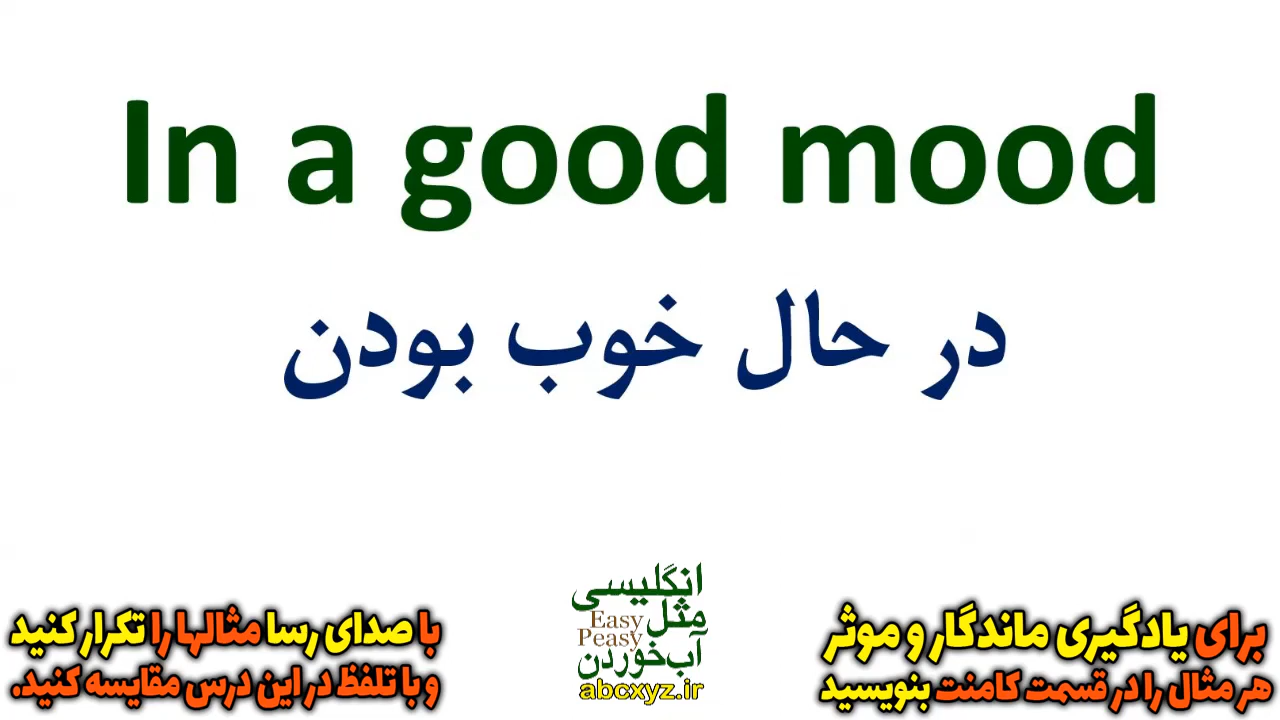 In a good mood
در حال خوب بودن
برای یادگیری ماندگار و موثر
هر مثال را در قسمت کامنت بنویسید
انگلیسی
مثل
Easy
Peasy
آب‌خوردن
abcxyz.ir
با صدای رسا مثالها را تکرار کنید
و با تلفظ در این درس مقایسه کنید.